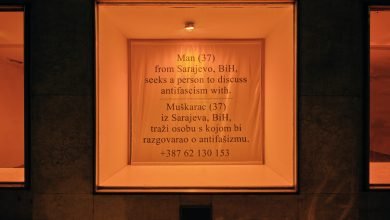 Man (37)
from Sarajevo, BiH,
seeks a person to discuss
antifascism with.
Muškarac (37)
iz Sarajeva, BiH,
traži osobu s kojom bi
razgovarao o antifašizmu.
+387 62 130 153